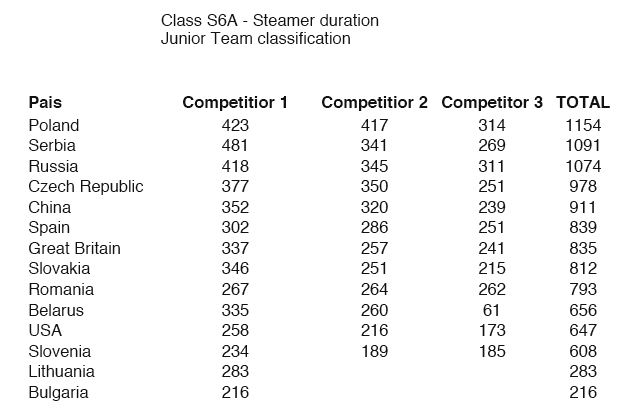 Class S6A - Steamer duration
Junior Team classification
Pais Competitior 1 Competitior 2 Competitor 3 TOTAL
Poland 423 417 314 1154
Serbia 481 341 269 1091
Russia 418 345 311 1074
Czech Republic 377 350 251 978
China 352 320 239 911
Spain 302 286 251 839
Great Britain 337 257 241 835
Slovakia 346 251 215 812
Romania 267 264 262 793
Belarus 335 260 61 656
USA 258 216 173 647
Slovenia 234 189 185 608
Lithuania 283 283
Bulgaria 216 216